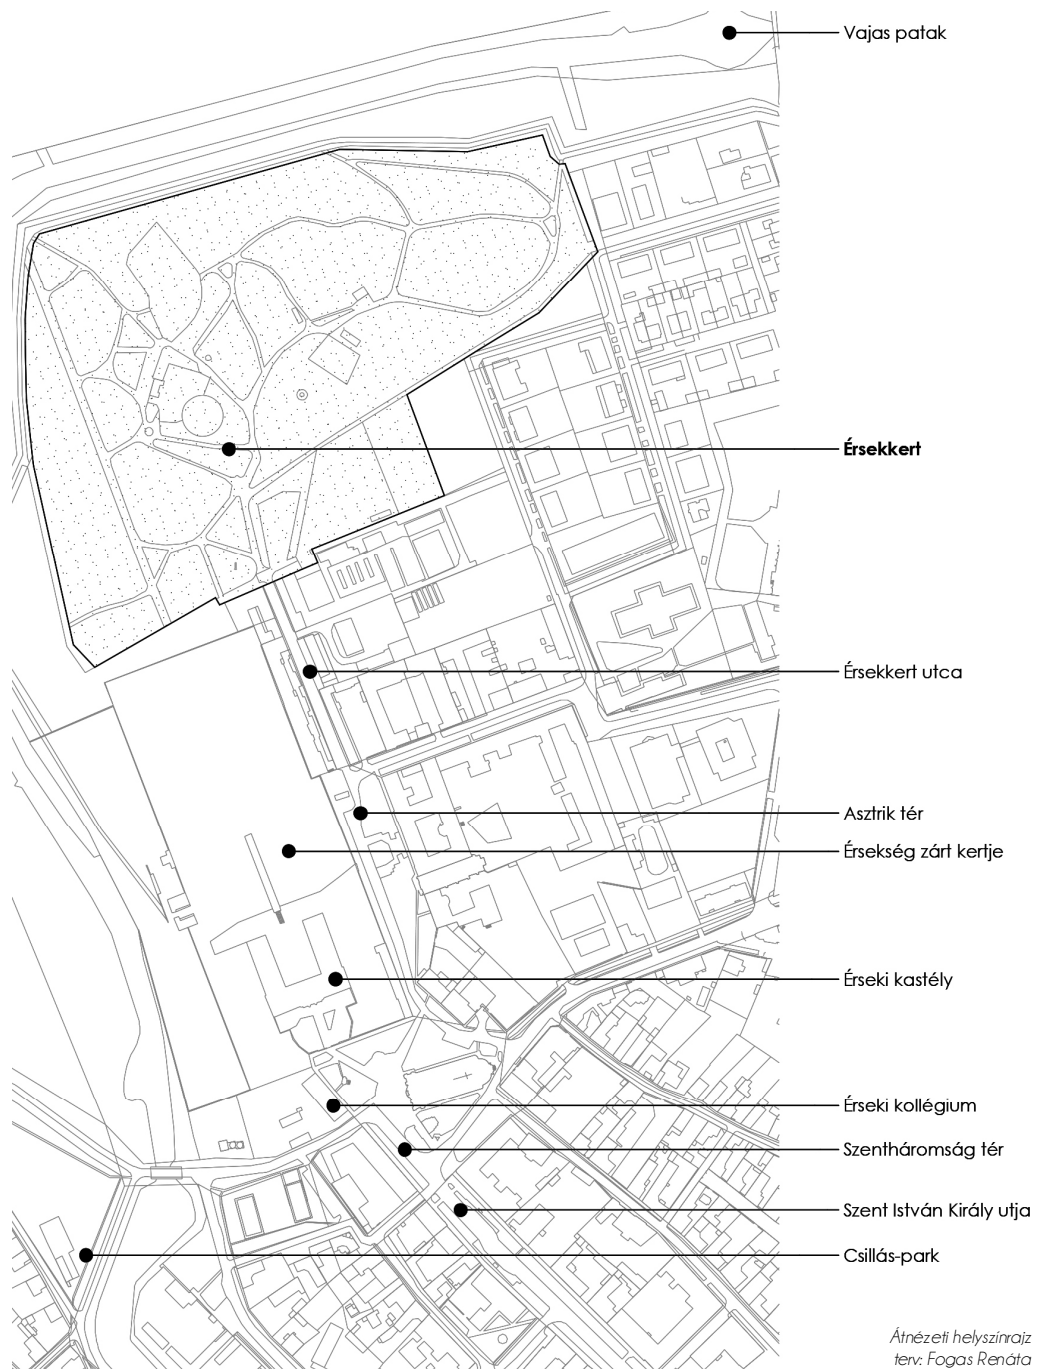 Vajas patak
Érsekkert
Érsekkert utca
Asztrik tér
Érsekség zárt kertje
Érseki kastély
Érseki kollégium
Szentháromság tér
Szent István Király utja
Csillás-park
Átnézeti helyszínrajz
terv: Fogas Renáta